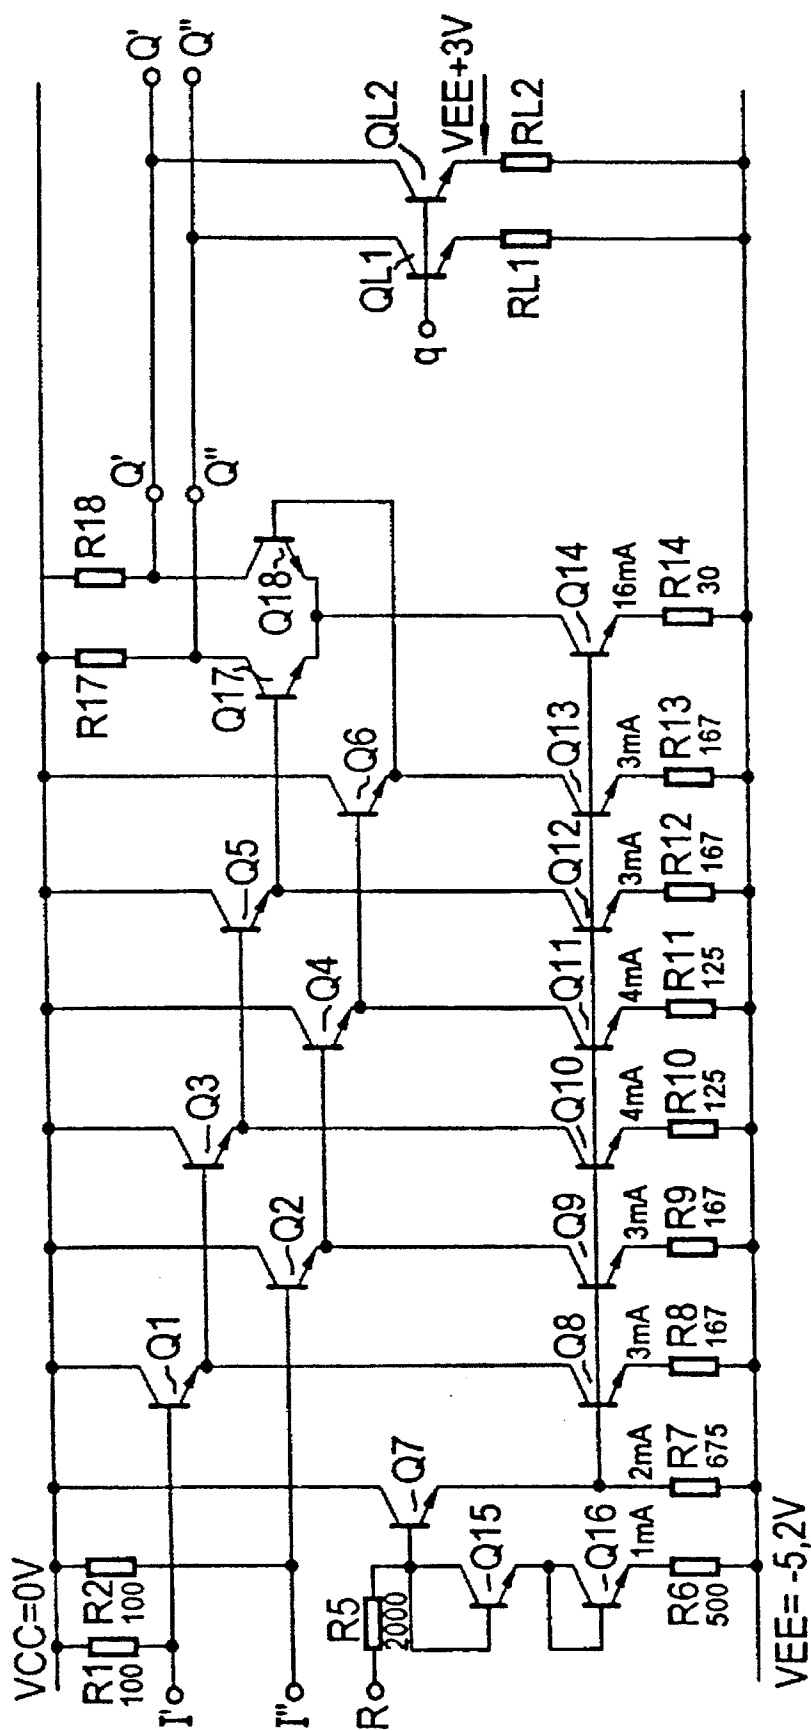 VCC=0V
R1
100
R2
100
I'
I"
R
R5
2000
Q15
Q16
1mA
R6
500
VEE= -5,2V
Q7
2mA
R7
675
Q1
Q8
3mA
R8
167
Q2
Q9
3mA
R9
167
Q3
Q10
4mA
R10
125
Q4
Q11
4mA
R11
125
Q5
Q12
3mA
R12
167
Q6
Q13
3mA
R13
167
R17
R18
Q17
Q18
Q14
16mA
R14
30
Q'
Q"
q
QL1
QL2
VEE+3V
RL1
RL2
Q'
Q"